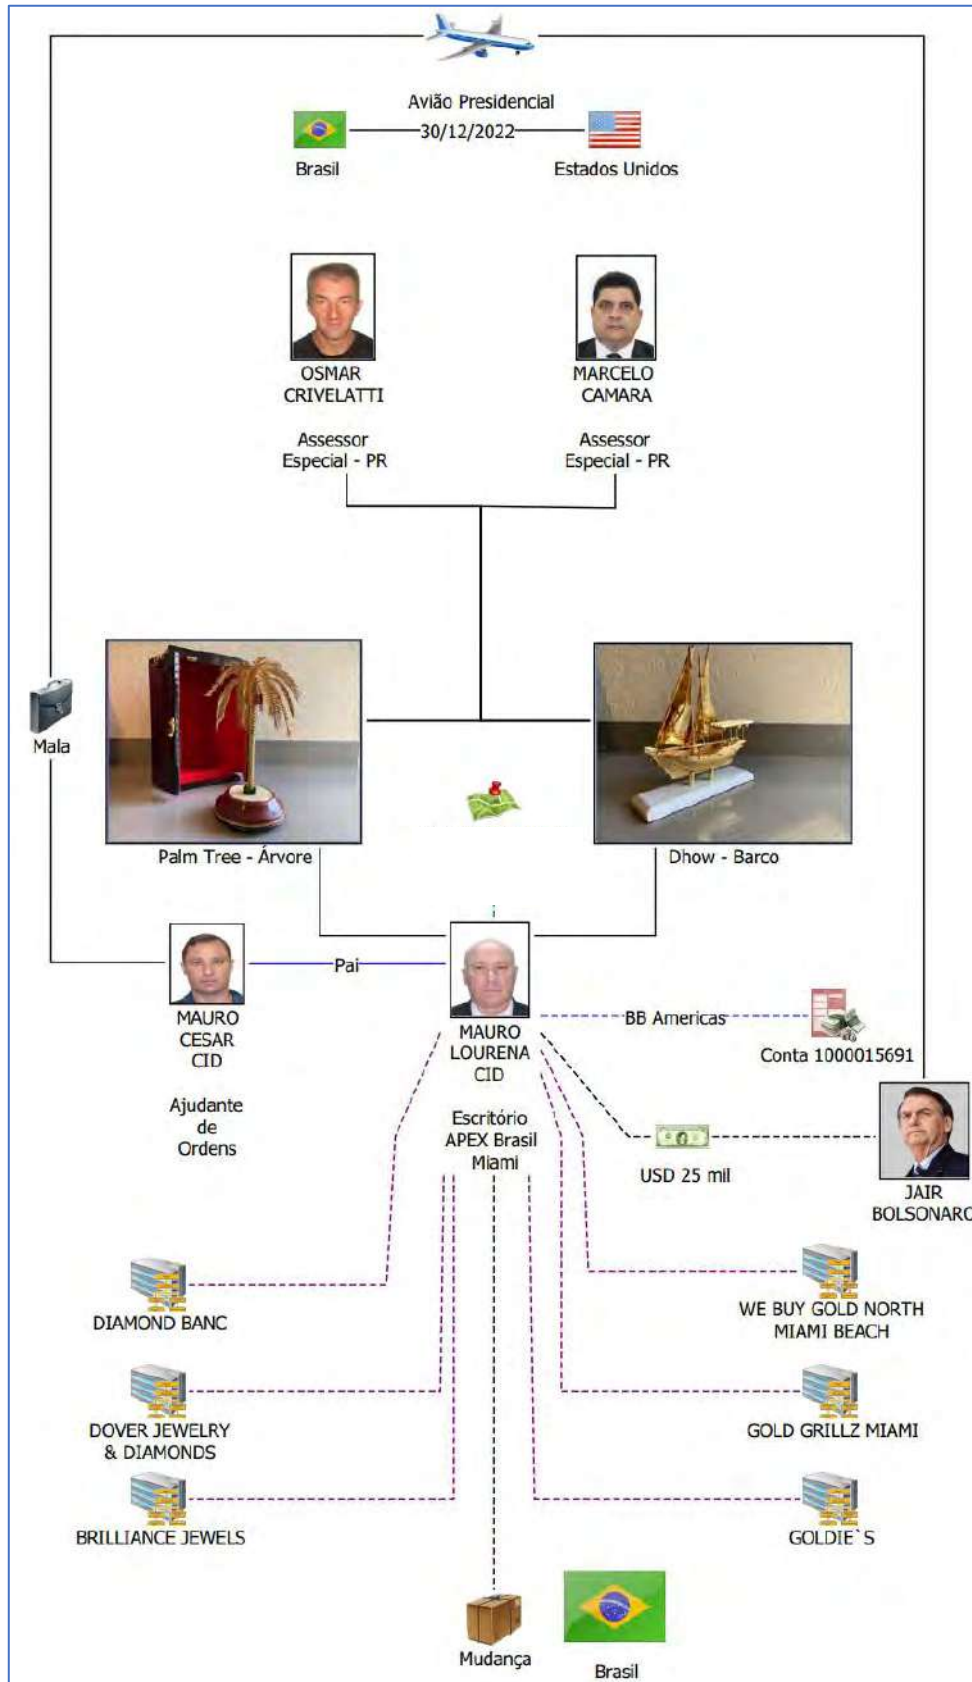 Avião Presidencial
30/12/2022
Brasil
Estados Unidos
OSMAR
CRIVELATTI
MARCELO
CAMARA
Assessor
Especial - PR
Assessor
Especial - PR
Mala
Palm Tree - Árvore
Dhow - Barco
Pai
MAURO
CESAR
CID
Ajudante
de
Ordens
MAURO
LOURENA
CID
Escritório
APEX Brasil
Miami
BB Americas
Conta 1000015691
USD 25 mil
JAIR
BOLSONARO
DIAMOND BANC
WE BUY GOLD NORTH
MIAMI BEACH
DOVER JEWELRY
& DIAMONDS
GOLD GRILLZ MIAMI
BRILLIANCE JEWELS
GOLDIE`S
Mudança
Brasil